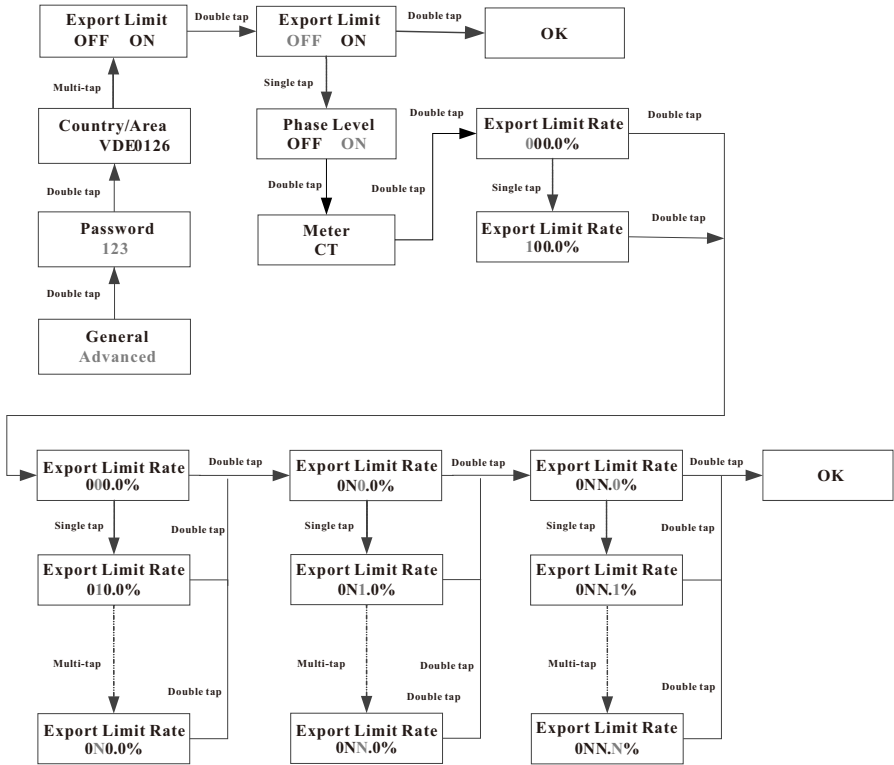 Export Limit
OFF ON
Double tap
Export Limit
OFF ON
Double tap
OK
Multi-tap
Single tap
Country/Area
VDE0126
Phase Level
OFF ON
Double tap
Export Limit Rate
000.0%
Double tap
Double tap
Double tap
Double tap
Single tap
Password
123
Meter
CT
Export Limit Rate
100.0%
Double tap
Double tap
General
Advanced
Export Limit Rate
000.0%
Double tap
Export Limit Rate
0N0.0%
Double tap
Export Limit Rate
0NN.0%
Double tap
OK
Single tap
Double tap
Single tap
Single tap
Double tap
Export Limit Rate
010.0%
Export Limit Rate
0N1.0%
Export Limit Rate
0NN.1%
Multi-tap
Double tap
Multi-tap
Double tap
Double tap
Multi-tap
Double tap
Export Limit Rate
0N0.0%
Export Limit Rate
0NN.0%
Export Limit Rate
0NN.N%